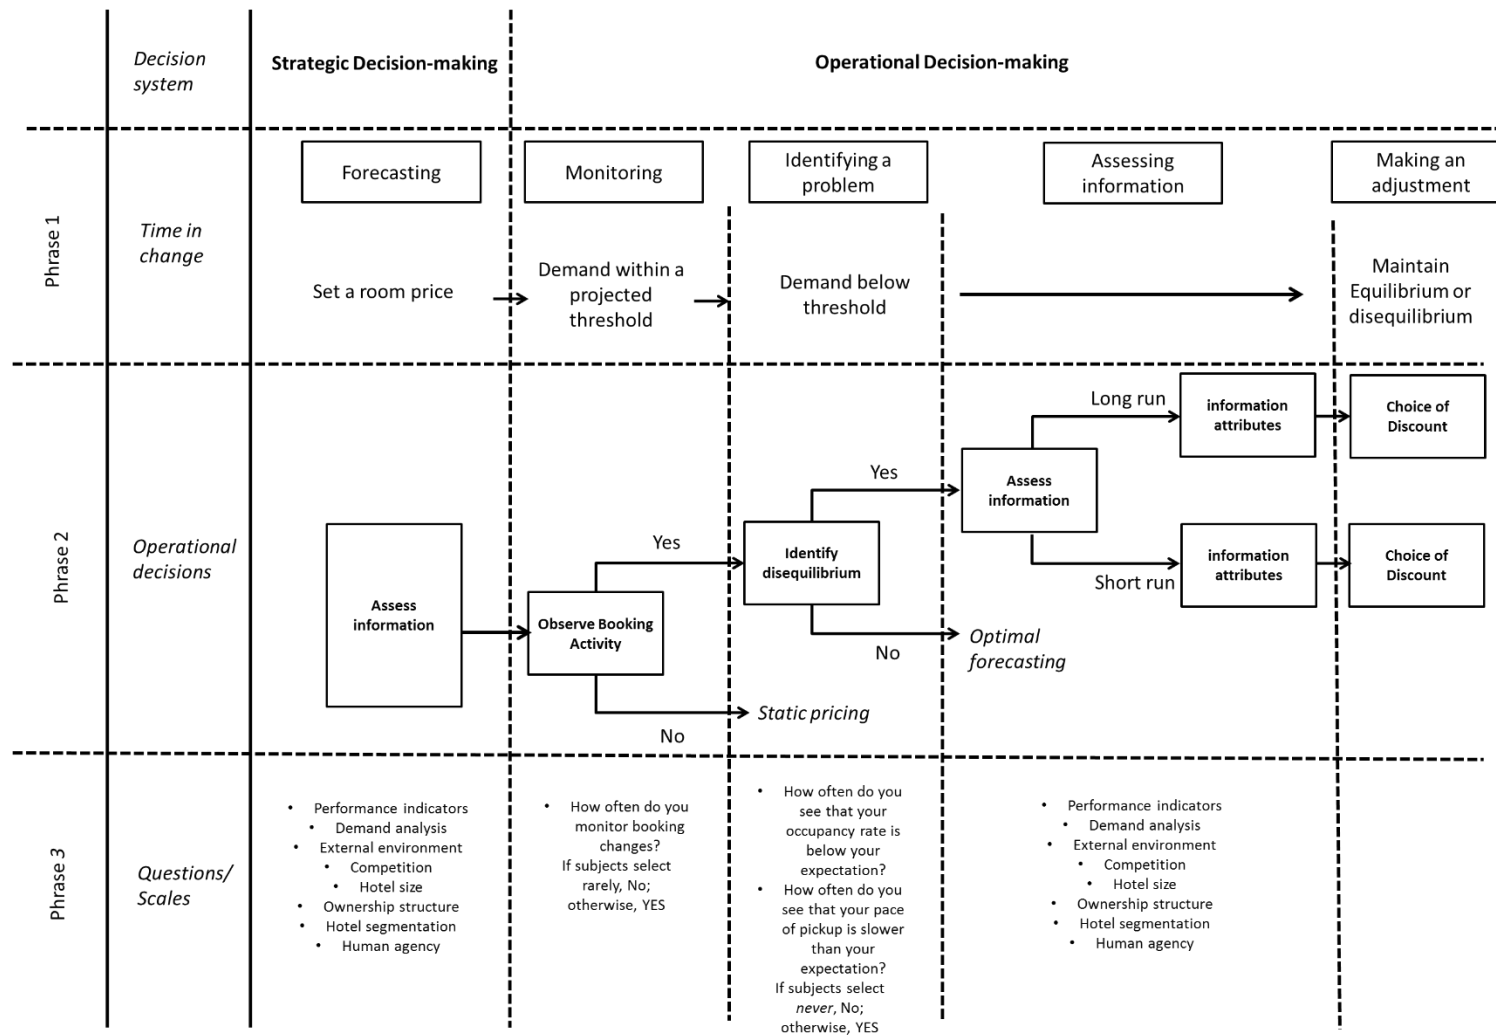 Decision
system
Strategic Decision-making
Operational Decision-making
Phrase 1
Time in
change
Forecasting
Monitoring
Identifying a
problem
Assessing
information
Making an
adjustment
Set a room price
Demand within a
projected
threshold
Demand below
threshold
Maintain
Equilibrium or
disequilibrium
Phrase 2
Operational
decisions
Assess
information
Observe Booking
Activity
Yes
No
Static pricing
Identify
disequilibrium
Yes
No
Optimal
forecasting
Assess
information
Long run
Short run
information
attributes
Choice of
Discount
information
attributes
Choice of
Discount
Phrase 3
Questions/
Scales
• Performance indicators
• Demand analysis
• External environment
• Competition
• Hotel size
• Ownership structure
• Hotel segmentation
• Human agency
• How often do you
monitor booking
changes?
If subjects select
rarely, No;
otherwise, YES
• How often do you
see that your
occupancy rate is
below your
expectation?
• How often do you
see that your pace
of pickup is slower
than your
expectation?
If subjects select
never, No;
otherwise, YES
• Performance indicators
• Demand analysis
• External environment
• Competition
• Hotel size
• Ownership structure
• Hotel segmentation
• Human agency